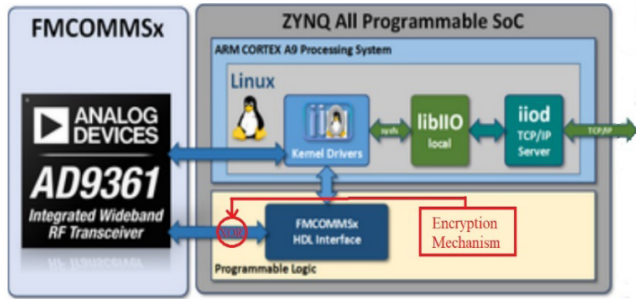 FMCOMMSx
ANALOG
DEVICES
AD9361
Integrated Wideband
RF Transceiver
ZYNQ All Programmable SoC
ARM CORTEX A9 Processing System
Linux
Kernel Drivers
sysfs
libIIO
local
iiod
TCP/IP
Server
TCP/IP
XOR
FMCOMMSx
HDL Interface
Encryption
Mechanism
Programmable Logic